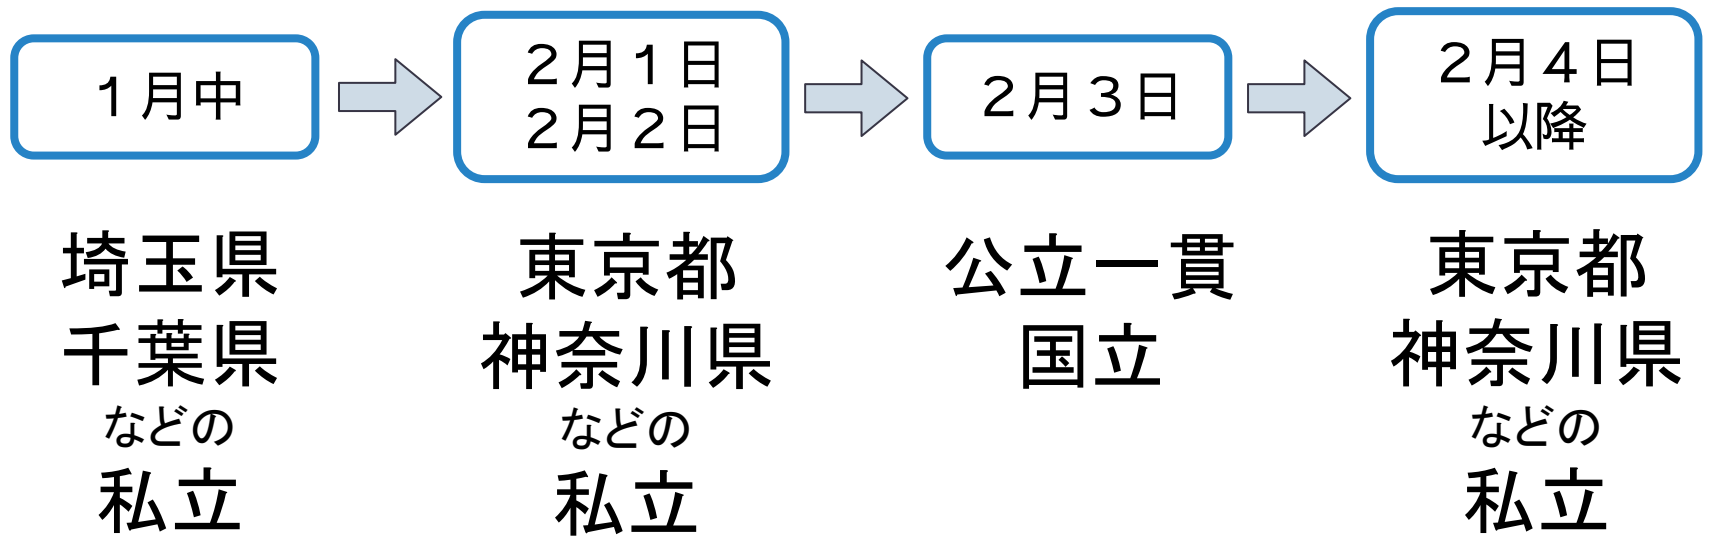 １月中
２月１日
２月２日
２月３日
２月４日
以降
埼玉県
千葉県
などの
私立
東京都
神奈川県
などの
私立
公立一貫
国立
東京都
神奈川県
などの
私立